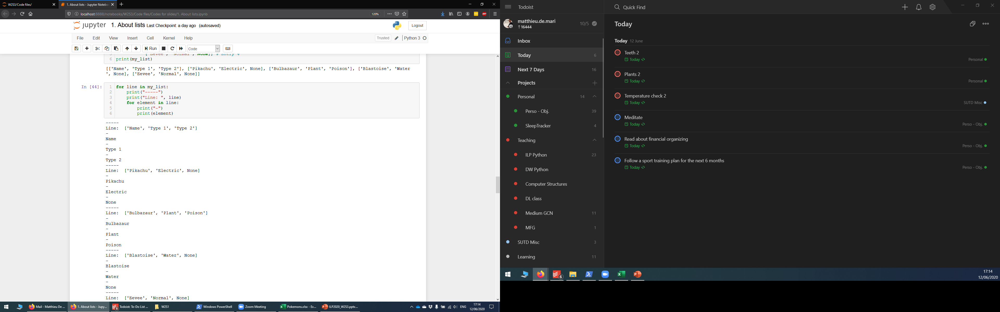 W2S3/Code files/
1. About lists - Jupyter Notebo
localhost:8888/notebooks/W2S3/Code files/Codes for slides/1. About lists.ipynb
120%
ABP
jupyter 1. About lists Last Checkpoint: a day ago (autosaved)
Logout
File Edit View Insert Cell Kernel Help
Trusted
Python 3
Run
Code
6 print(my_list)
[['Name', 'Type 1', 'Type 2'], ['Pikachu', 'Electric', None], ['Bulbazaur', 'Plant', 'Poison'], ['Blastoise', 'Water
', None], ['Eevee', 'Normal', None]]
In [44]:
1 for line in my_list:
2 print("-----")
3 print("Line: ", line)
4 for element in line:
5 print("-")
6 print(element)
-----
Line: ['Name', 'Type 1', 'Type 2']
-
Name
-
Type 1
-
Type 2
-----
Line: ['Pikachu', 'Electric', None]
-
Pikachu
-
Electric
-
None
-----
Line: ['Bulbazaur', 'Plant', 'Poison']
-
Bulbazaur
-
Plant
-
Poison
-----
Line: ['Blastoise', 'Water', None]
-
Blastoise
-
Water
-
None
-----
Line: ['Eevee', 'Normal', None]
Mail - Matthieu De ...
1. About lists - Jupy...
6
Todoist: To-Do List ...
W2S1
Windows PowerShell
Zoom Meeting
Pokemons.xlsx - Ex...
ILP2020_W2S3.pptx...
ENG
17:14
12/06/2020
Todoist
Quick Find
matthieu.de.mari
↑16444
10/5
Inbox
Today 6
Next 7 Days 16
Projects
Personal 14
Perso - Obj. 39
SleepTracker 4
Teaching
ILP Python 23
DW Python
Computer Structures
DL class
Medium GCN 11
MFG 1
SUTD Misc 3
Learning 11
Today
Today 12 June
Teeth 2
Today
Personal
Plants 2
Today
Personal
Temperature check 2
Today
SUTD Misc
Meditate
Today
Perso - Obj.
Read about financial organizing
Today
Perso - Obj.
Follow a sport training plan for the next 6 months
Today
Perso - Obj.
6
17:14
12/06/2020